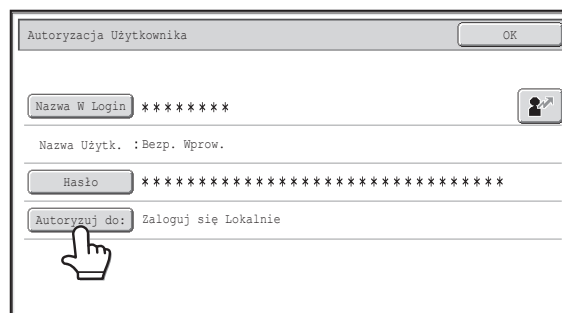 Autoryzacja Użytkownika
OK
Nazwa W Login ********
Nazwa Użytk. :Bezp. Wprow.
Hasło ********************************
Autoryzuj do: Zaloguj się Lokalnie